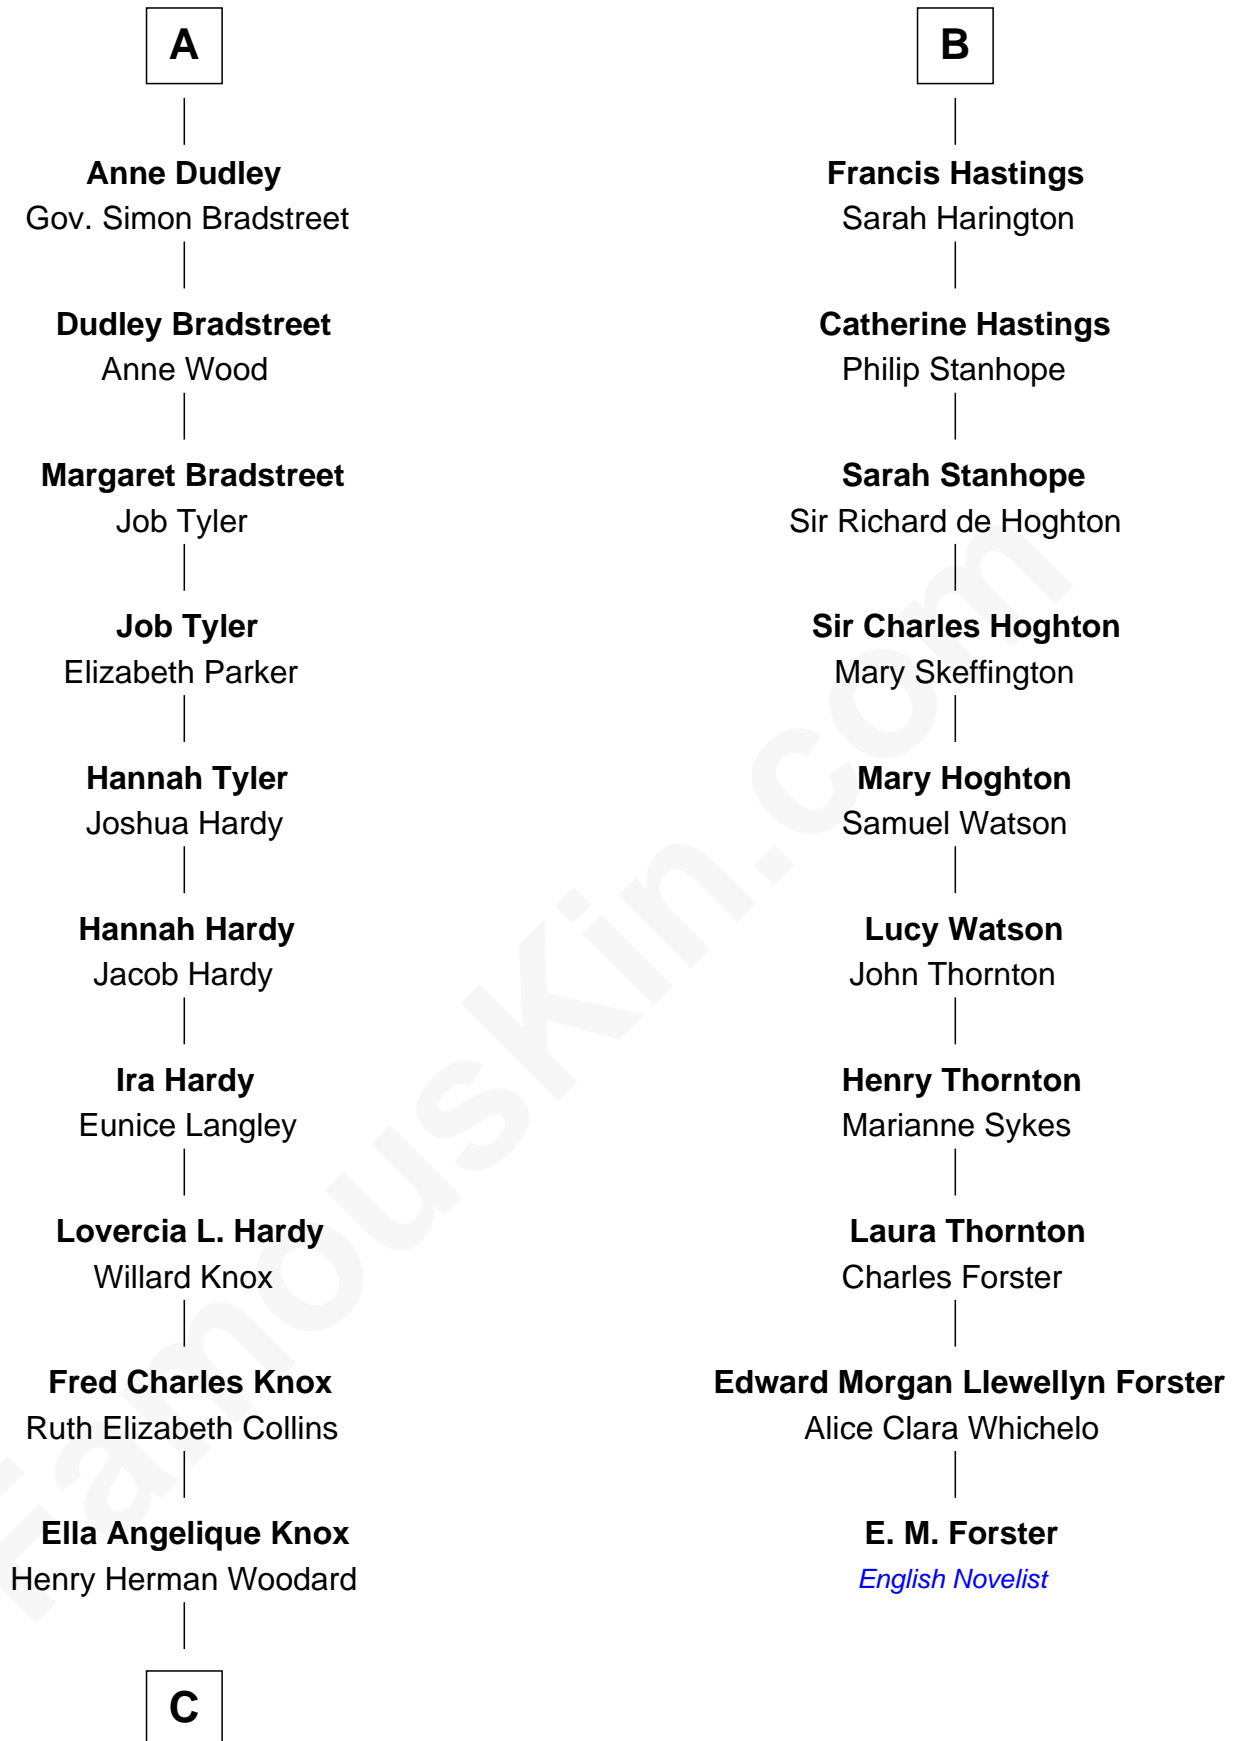 A
Anne Dudley
Gov. Simon Bradstreet
Dudley Bradstreet
Anne Wood
Margaret Bradstreet
Job Tyler
Job Tyler
Elizabeth Parker
Hannah Tyler
Joshua Hardy
Hannah Hardy
Jacob Hardy
Ira Hardy
Eunice Langley
Lovercia L. Hardy
Willard Knox
Fred Charles Knox
Ruth Elizabeth Collins
Ella Angelique Knox
Henry Herman Woodard
C
B
Francis Hastings
Sarah Harington
Catherine Hastings
Philip Stanhope
Sarah Stanhope
Sir Richard de Hoghton
Sir Charles Hoghton
Mary Skeffington
Mary Hoghton
Samuel Watson
Lucy Watson
John Thornton
Henry Thornton
Marianne Sykes
Laura Thornton
Charles Forster
Edward Morgan Llewellyn Forster
Alice Clara Whichelo
E. M. Forster
English Novelist
FamousKin.com